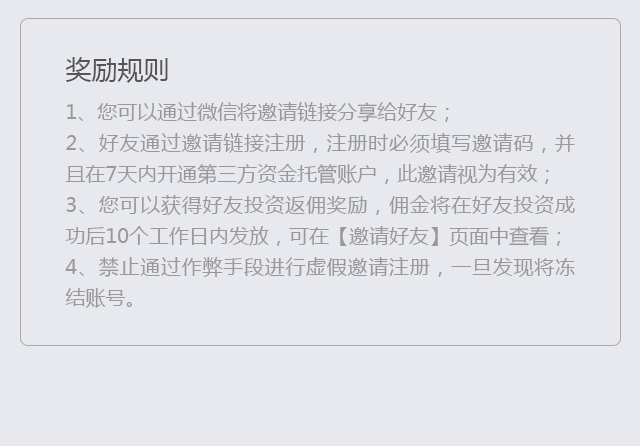 奖励规则
1、您可以通过微信将邀请链接分享给好友；
2、好友通过邀请链接注册，注册时必须填写邀请码，并
且在7天内开通第三方资金托管账户，此邀请视为有效；
3、您可以获得好友投资返佣奖励，佣金将在好友投资成
功后10个工作日内发放，可在【邀请好友】页面中查看；
4、禁止通过作弊手段进行虚假邀请注册，一旦发现将冻
结账号。